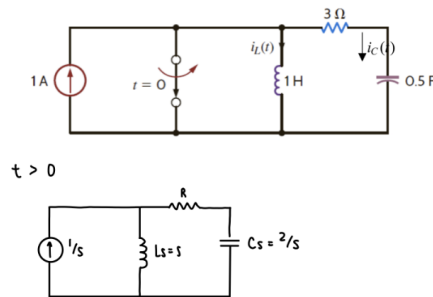 3 Ω
iL(t)
iC(t)
1 A
t = 0
1 H
0.5 F
t > 0
R
1/s
Ls = s
Cs = 2/s